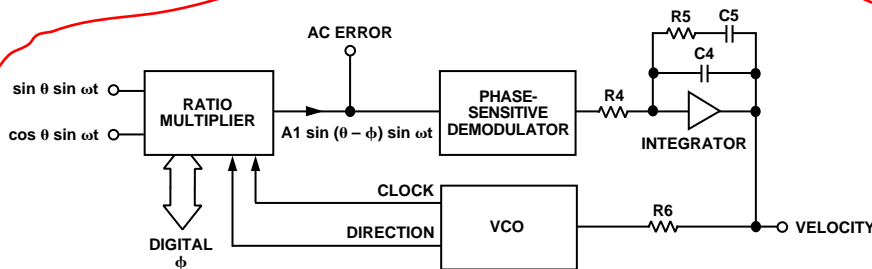 AC ERROR
R5
C5
C4
sin θ sin ωt
cos θ sin ωt
RATIO
MULTIPLIER
A1 sin (θ – ϕ) sin ωt
PHASE-
SENSITIVE
DEMODULATOR
R4
INTEGRATOR
CLOCK
DIRECTION
VCO
R6
VELOCITY
DIGITAL
ϕ